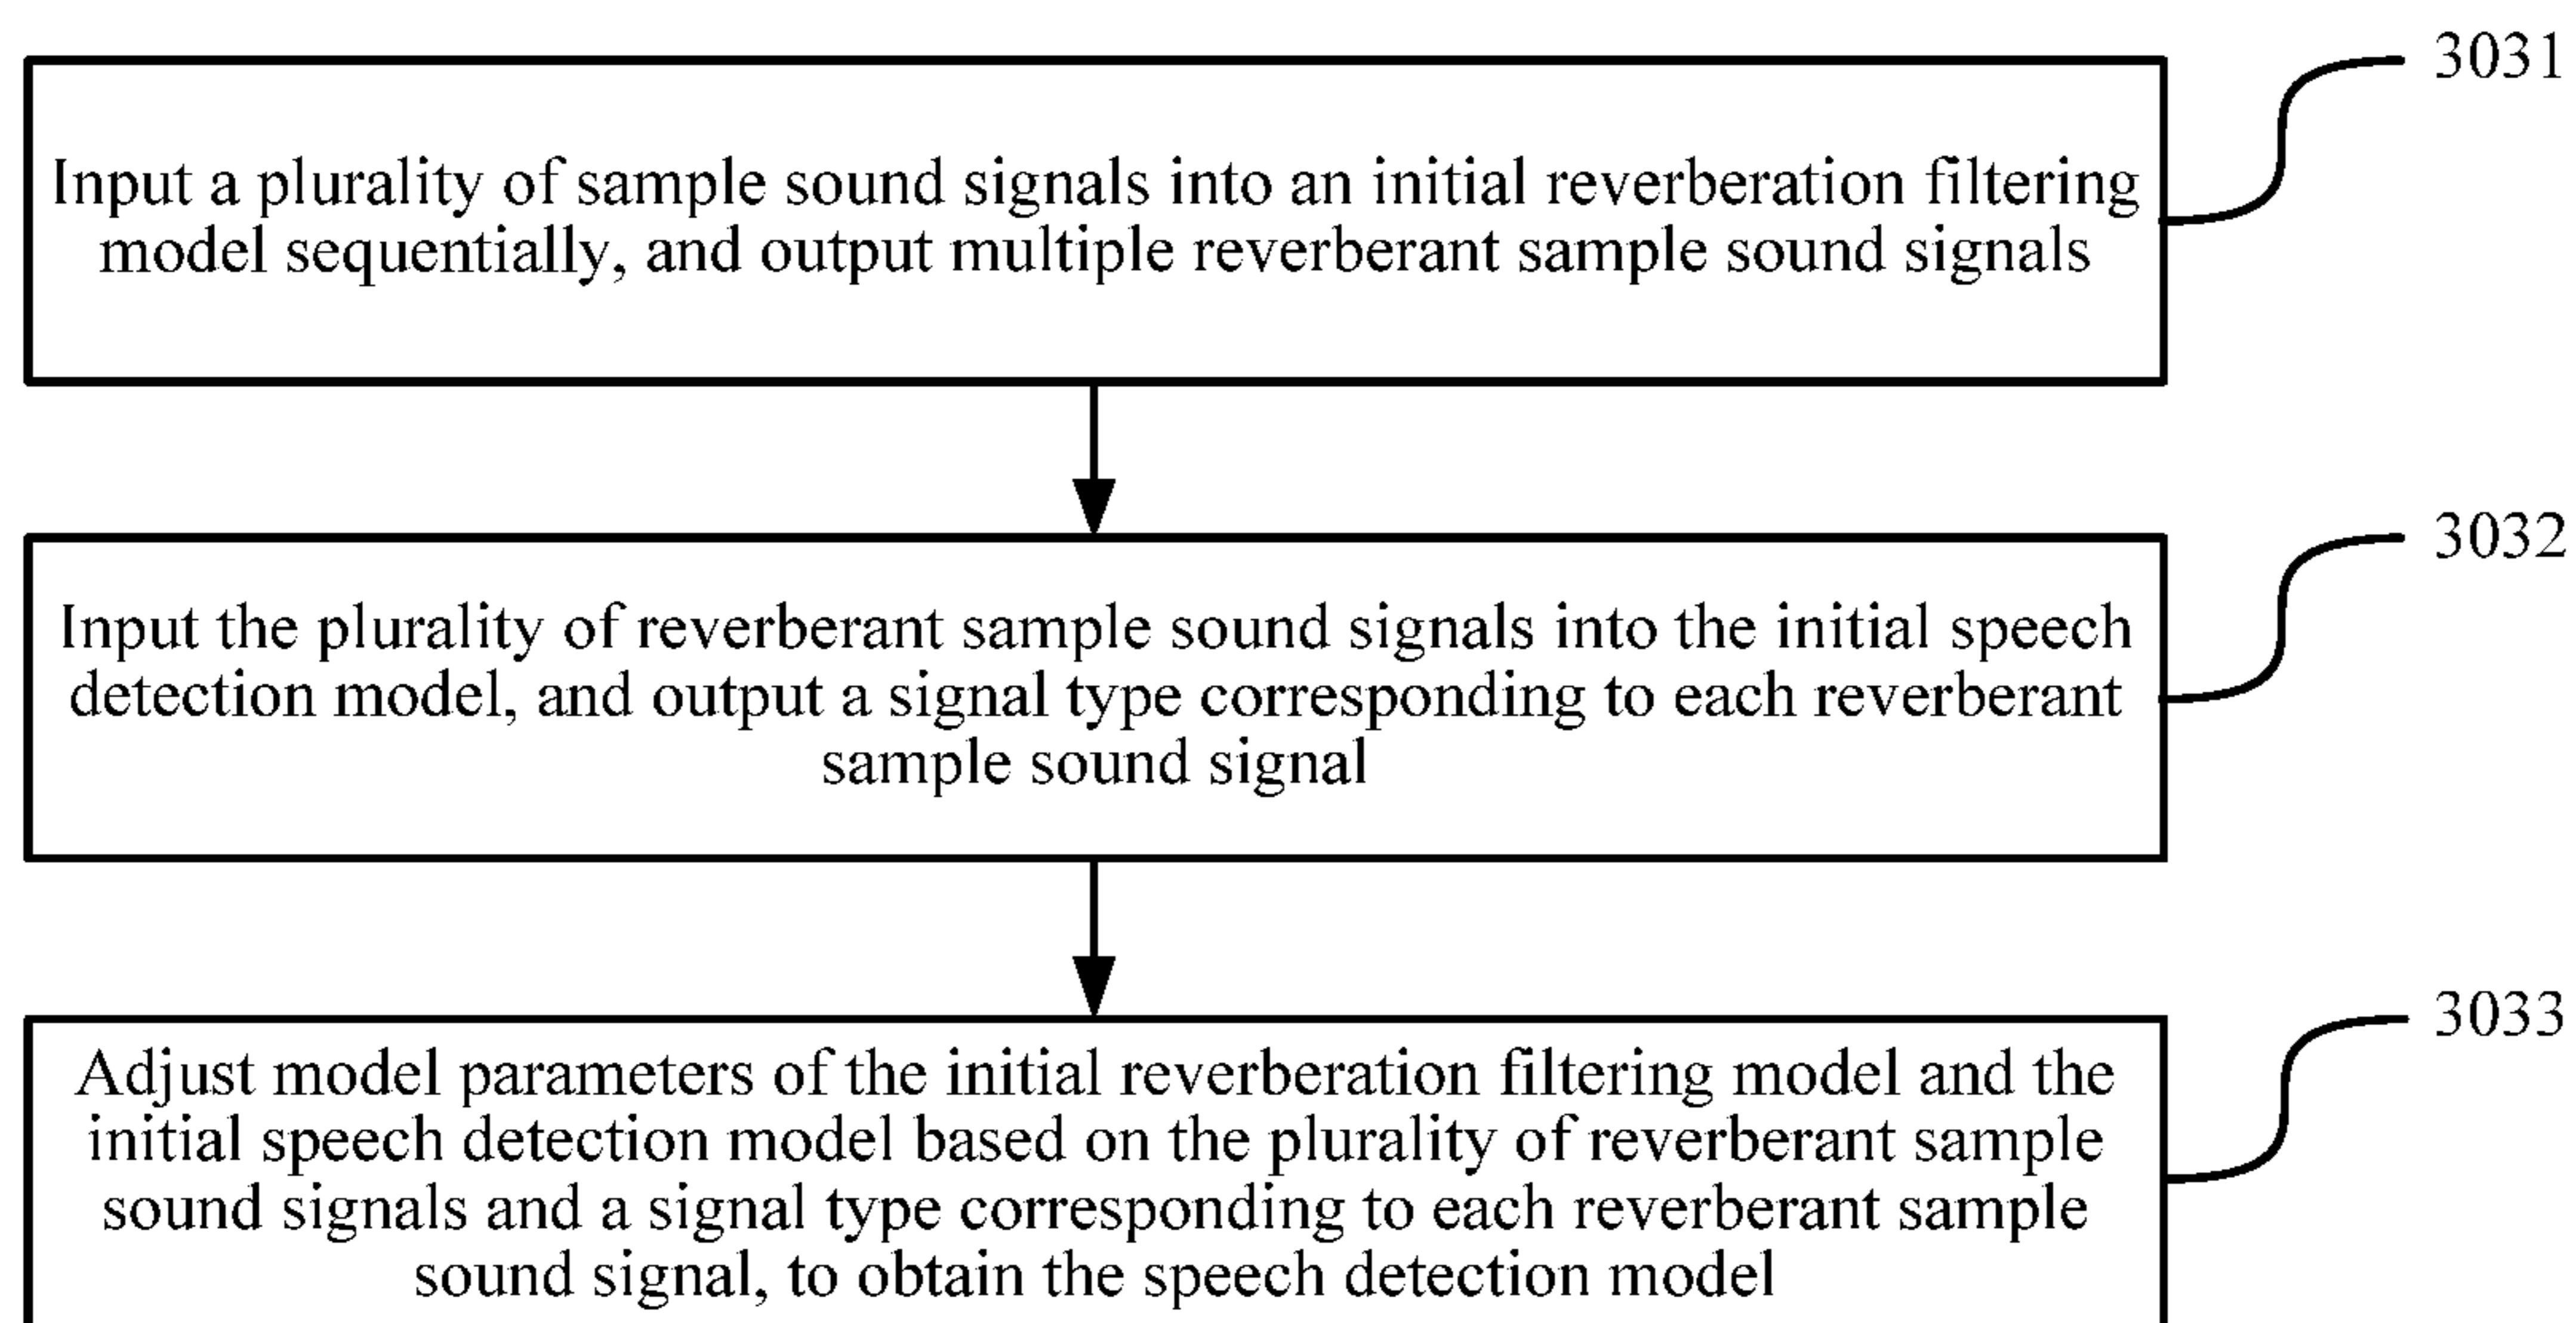 3031
Input a plurality of sample sound signals into an initial reverberation filtering
model sequentially, and output multiple reverberant sample sound signals
3032
Input the plurality of reverberant sample sound signals into the initial speech
detection model, and output a signal type corresponding to each reverberant
sample sound signal
3033
Adjust model parameters of the initial reverberation filtering model and the
initial speech detection model based on the plurality of reverberant sample
sound signals and a signal type corresponding to each reverberant sample
sound signal, to obtain the speech detection model